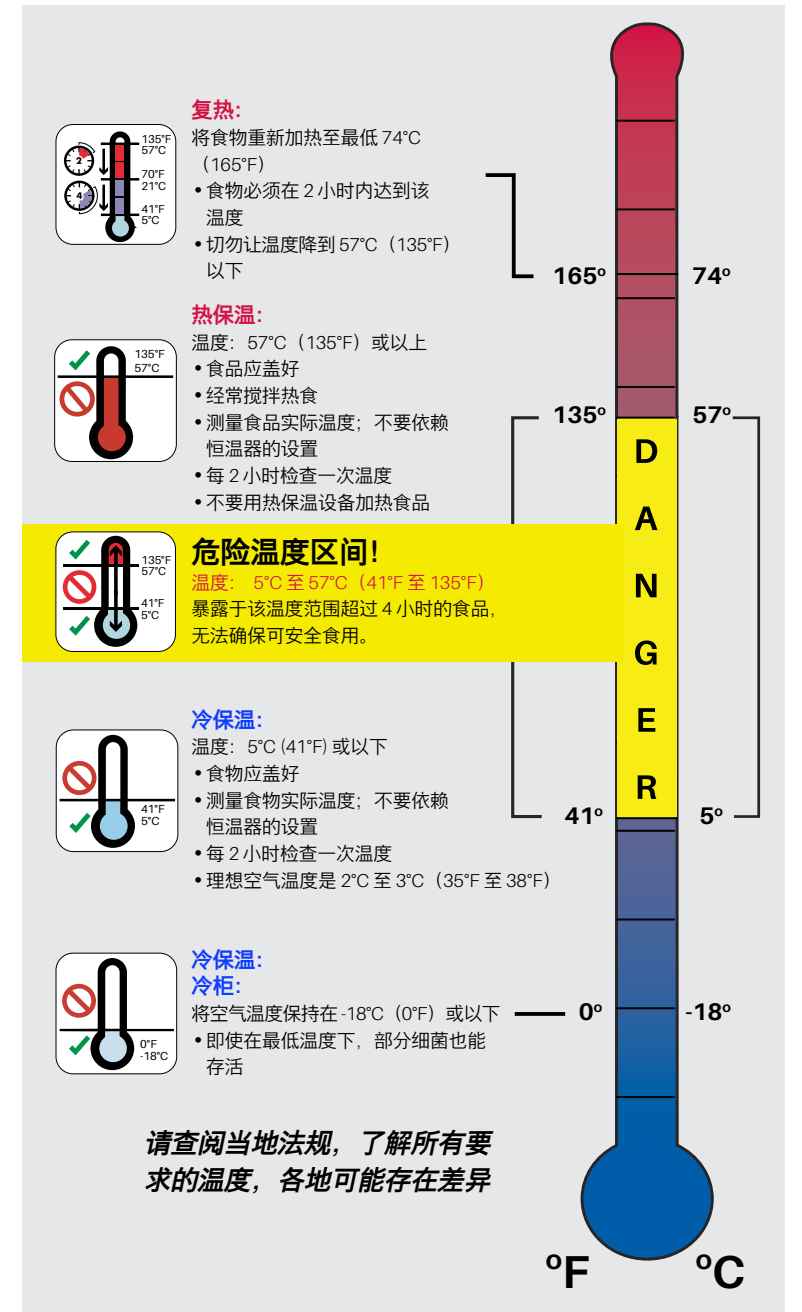 复热:
将食物重新加热至最低 74°C
（165°F）
• 食物必须在 2 小时内达到该
温度
• 切勿让温度降到 57°C（135°F）
以下
2
4
135°F
57°C
70°F
21°C
41°F
5°C
165º
74º
热保温:
温度: 57°C（135°F）或以上
• 食品应盖好
• 经常搅拌热食
• 测量食品实际温度; 不要依赖
恒温器的设置
• 每 2 小时检查一次温度
• 不要用热保温设备加热食品
135°F
57°C
135º
57º
危险温度区间!
温度: 5°C 至 57°C（41°F 至 135°F）
暴露于该温度范围超过 4 小时的食品,
无法确保可安全食用。
135°F
57°C
41°F
5°C
D
A
N
G
E
R
冷保温:
温度: 5°C (41°F) 或以下
• 食物应盖好
• 测量食物实际温度; 不要依赖
恒温器的设置
• 每 2 小时检查一次温度
• 理想空气温度是 2°C 至 3°C（35°F 至 38°F）
41°F
5°C
41º
5º
冷保温:
冷柜:
将空气温度保持在 -18°C（0°F）或以下
• 即使在最低温度下, 部分细菌也能
存活
0°F
-18°C
0º
-18º
请查阅当地法规, 了解所有要
求的温度, 各地可能存在差异
ºF
ºC